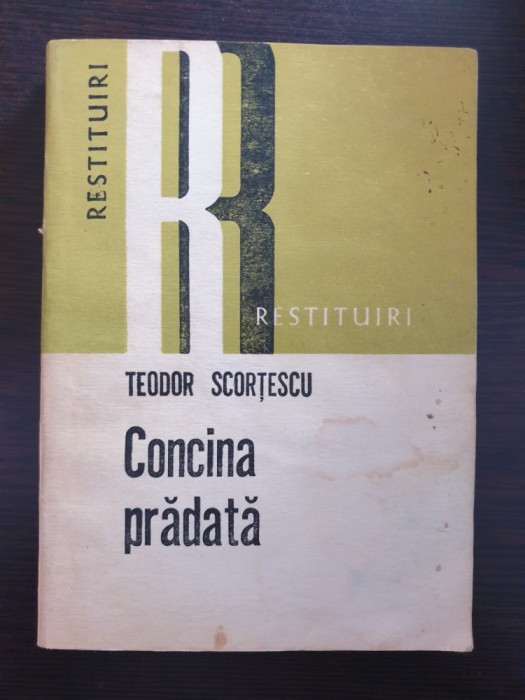 RESTITUIRI
R
RESTITUIRI
TEODOR SCORȚESCU
Concina
prădată